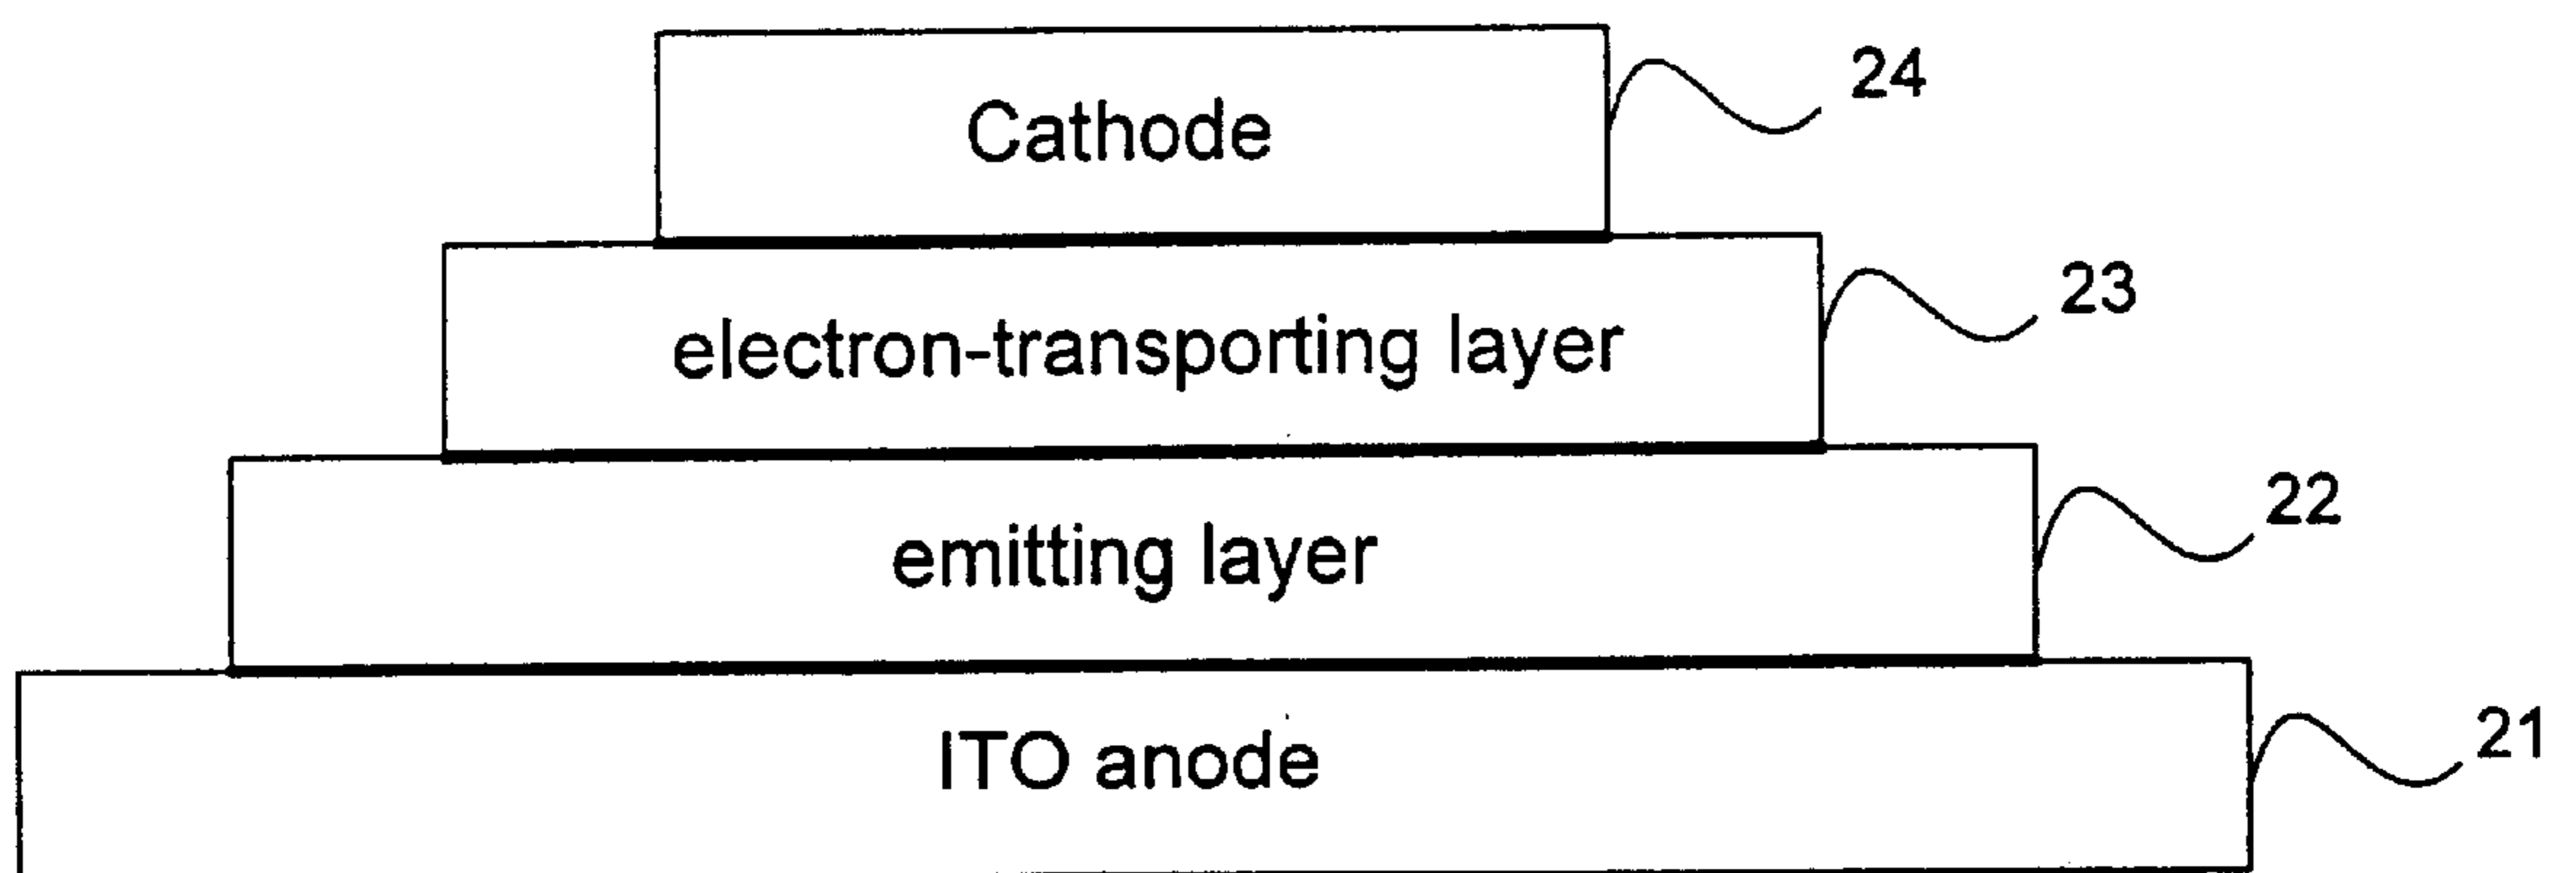 Cathode 24
electron-transporting layer 23
emitting layer 22
ITO anode 21